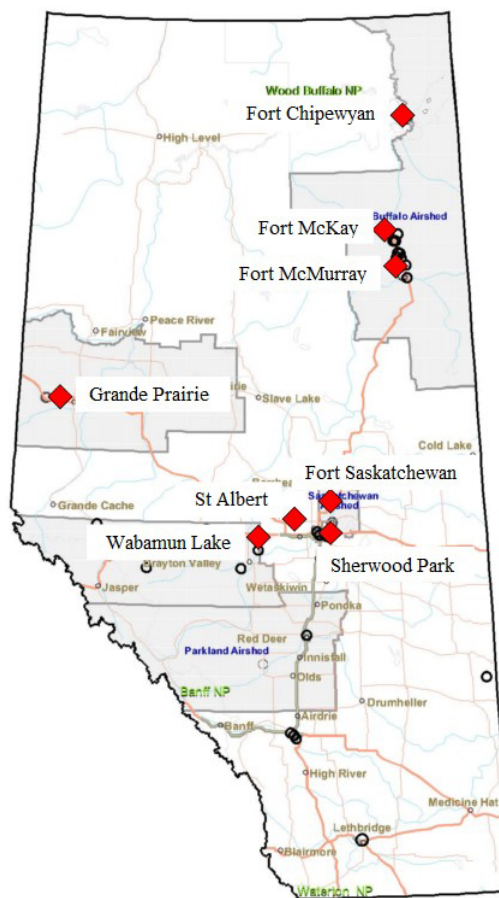 Wood Buffalo NP
Fort Chipewyan
High Level
Fort McKay
Buffalo Airshed
Fort McMurray
Peace River
Fairview
Grande Prairie
irie
Slave Lake
Cold Lake
Fort Saskatchewan
St Albert
Airshed
Grande Cache
Wabamun Lake
Drayton Valley
Sherwood Park
Jasper
Wetaskiwin
Ponoka
Red Deer
Parkland Airshed
Innisfail
Olds
Banff NP
Drumheller
Airdrie
Banff
High River
Medicine Hat
Lethbridge
Blairmore
Waterton NP